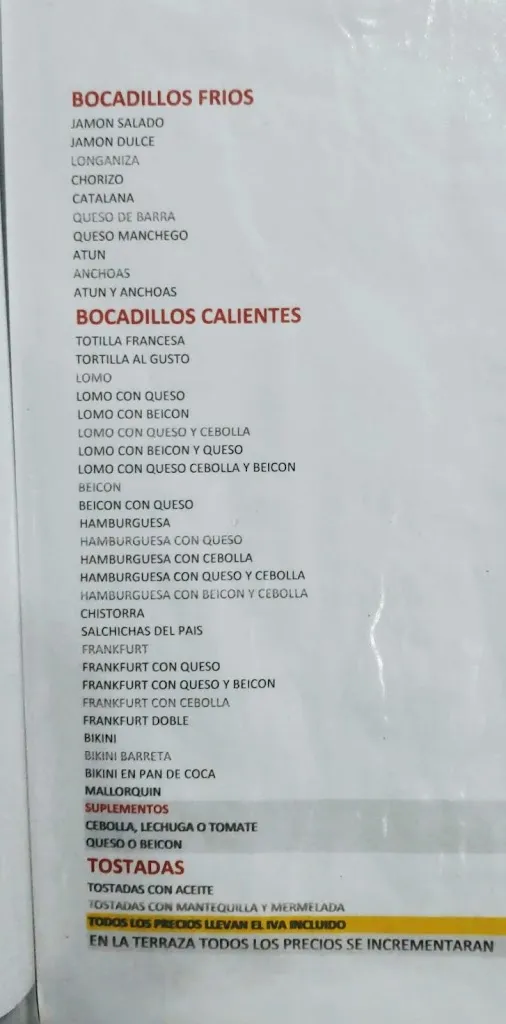 BOCADILLOS FRIOS
JAMON SALADO
JAMON DULCE
LONGANIZA
CHORIZO
CATALANA
QUESO DE BARRA
QUESO MANCHEGO
ATUN
ANCHOAS
ATUN Y ANCHOAS
BOCADILLOS CALIENTES
TOTILLA FRANCESA
TORTILLA AL GUSTO
LOMO
LOMO CON QUESO
LOMO CON BEICON
LOMO CON QUESO Y CEBOLLA
LOMO CON BEICON Y QUESO
LOMO CON QUESO CEBOLLA Y BEICON
BEICON
BEICON CON QUESO
HAMBURGUESA
HAMBURGUESA CON QUESO
HAMBURGUESA CON CEBOLLA
HAMBURGUESA CON QUESO Y CEBOLLA
HAMBURGUESA CON BEICON Y CEBOLLA
CHISTORRA
SALCHICHAS DEL PAIS
FRANKFURT
FRANKFURT CON QUESO
FRANKFURT CON QUESO Y BEICON
FRANKFURT CON CEBOLLA
FRANKFURT DOBLE
BIKINI
BIKINI BARRETA
BIKINI EN PAN DE COCA
MALLORQUIN
SUPLEMENTOS
CEBOLLA, LECHUGA O TOMATE
QUESO O BEICON
TOSTADAS
TOSTADAS CON ACEITE
TOSTADAS CON MANTEQUILLA Y MERMELADA
TODOS LOS PRECIOS LLEVAN EL IVA INCLUIDO
EN LA TERRAZA TODOS LOS PRECIOS SE INCREMENTARAN